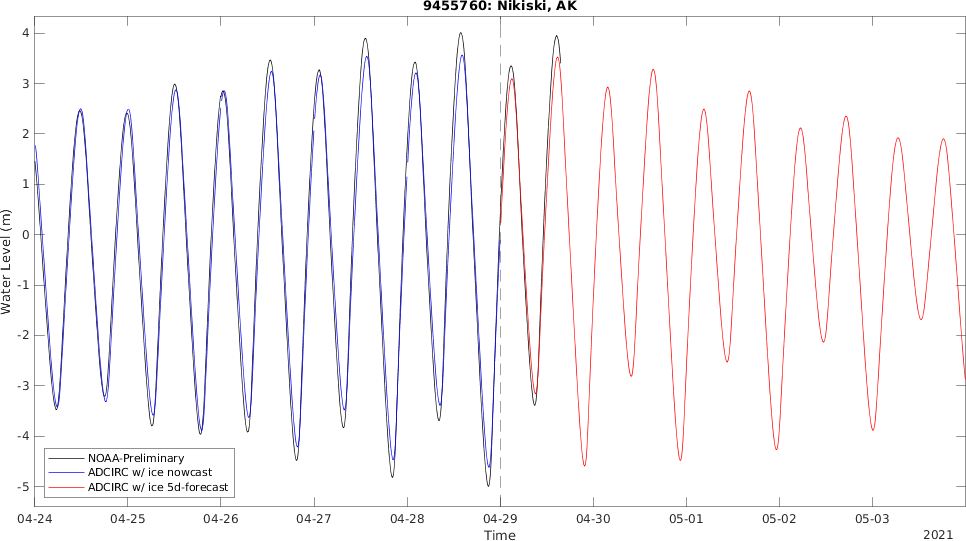 9455760: Nikiski, AK
4
3
2
1
0
-1
-2
-3
-4
-5
Water Level (m)
NOAA-Preliminary
ADCIRC w/ ice nowcast
ADCIRC w/ ice 5d-forecast
04-24 04-25 04-26 04-27 04-28 04-29 04-30 05-01 05-02 05-03
Time
2021